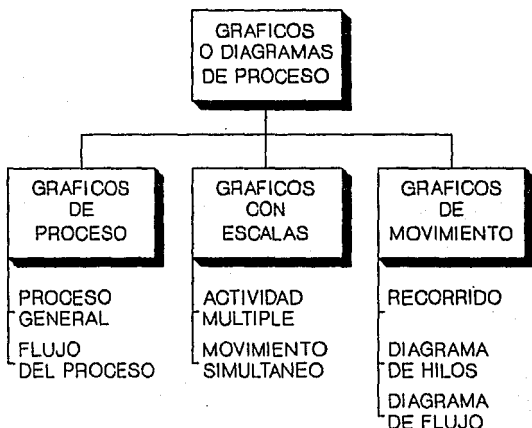 GRAFICOS
O DIAGRAMAS
DE PROCESO
GRAFICOS
DE
PROCESO
GRAFICOS
CON
ESCALAS
GRAFICOS
DE
MOVIMIENTO
PROCESO
GENERAL
FLUJO
DEL PROCESO
ACTIVIDAD
MULTIPLE
MOVIMIENTO
SIMULTANEO
RECORRIDO
DIAGRAMA
DE HILOS
DIAGRAMA
DE FLUJO